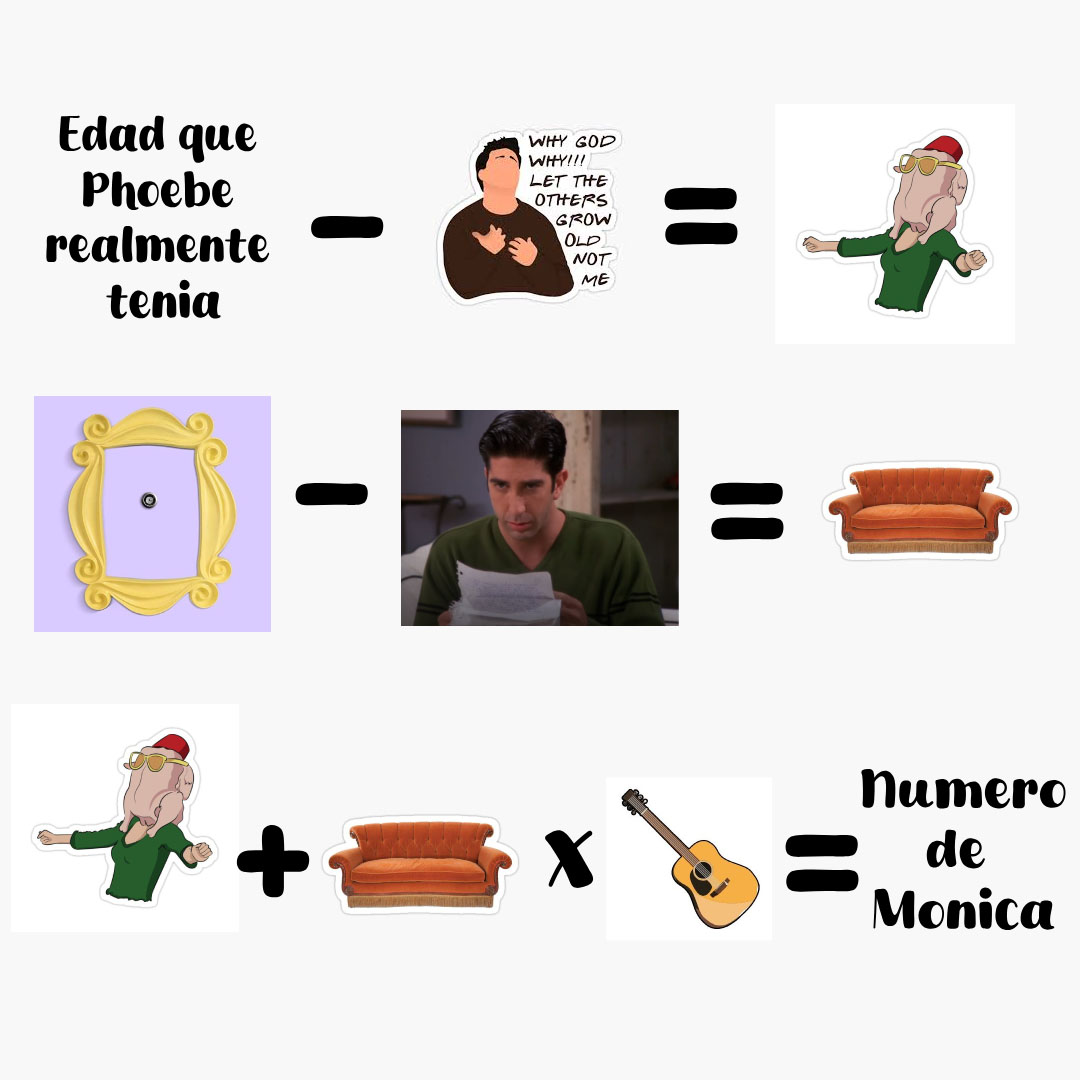 Edad que
Phoebe
realmente
tenia
WHY GOD
WHY!!!
LET THE
OTHERS
GROW
OLD
NOT
ME
Numero
de
Monica